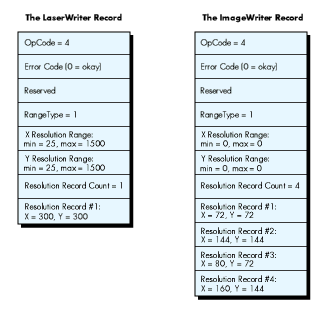 The LaserWriter Record
OpCode = 4
Error Code (0 = okay)
Reserved
RangeType = 1
X Resolution Range:
min = 25, max = 1500
Y Resolution Range:
min = 25, max = 1500
Resolution Record Count = 1
Resolution Record #1:
X = 300, Y = 300
The ImageWriter Record
OpCode = 4
Error Code (0 = okay)
Reserved
RangeType = 1
X Resolution Range:
min = 0, max = 0
Y Resolution Range:
min = 0, max = 0
Resolution Record Count = 4
Resolution Record #1:
X = 72, Y = 72
Resolution Record #2:
X = 144, Y = 144
Resolution Record #3:
X = 80, Y = 72
Resolution Record #4:
X = 160, Y = 144